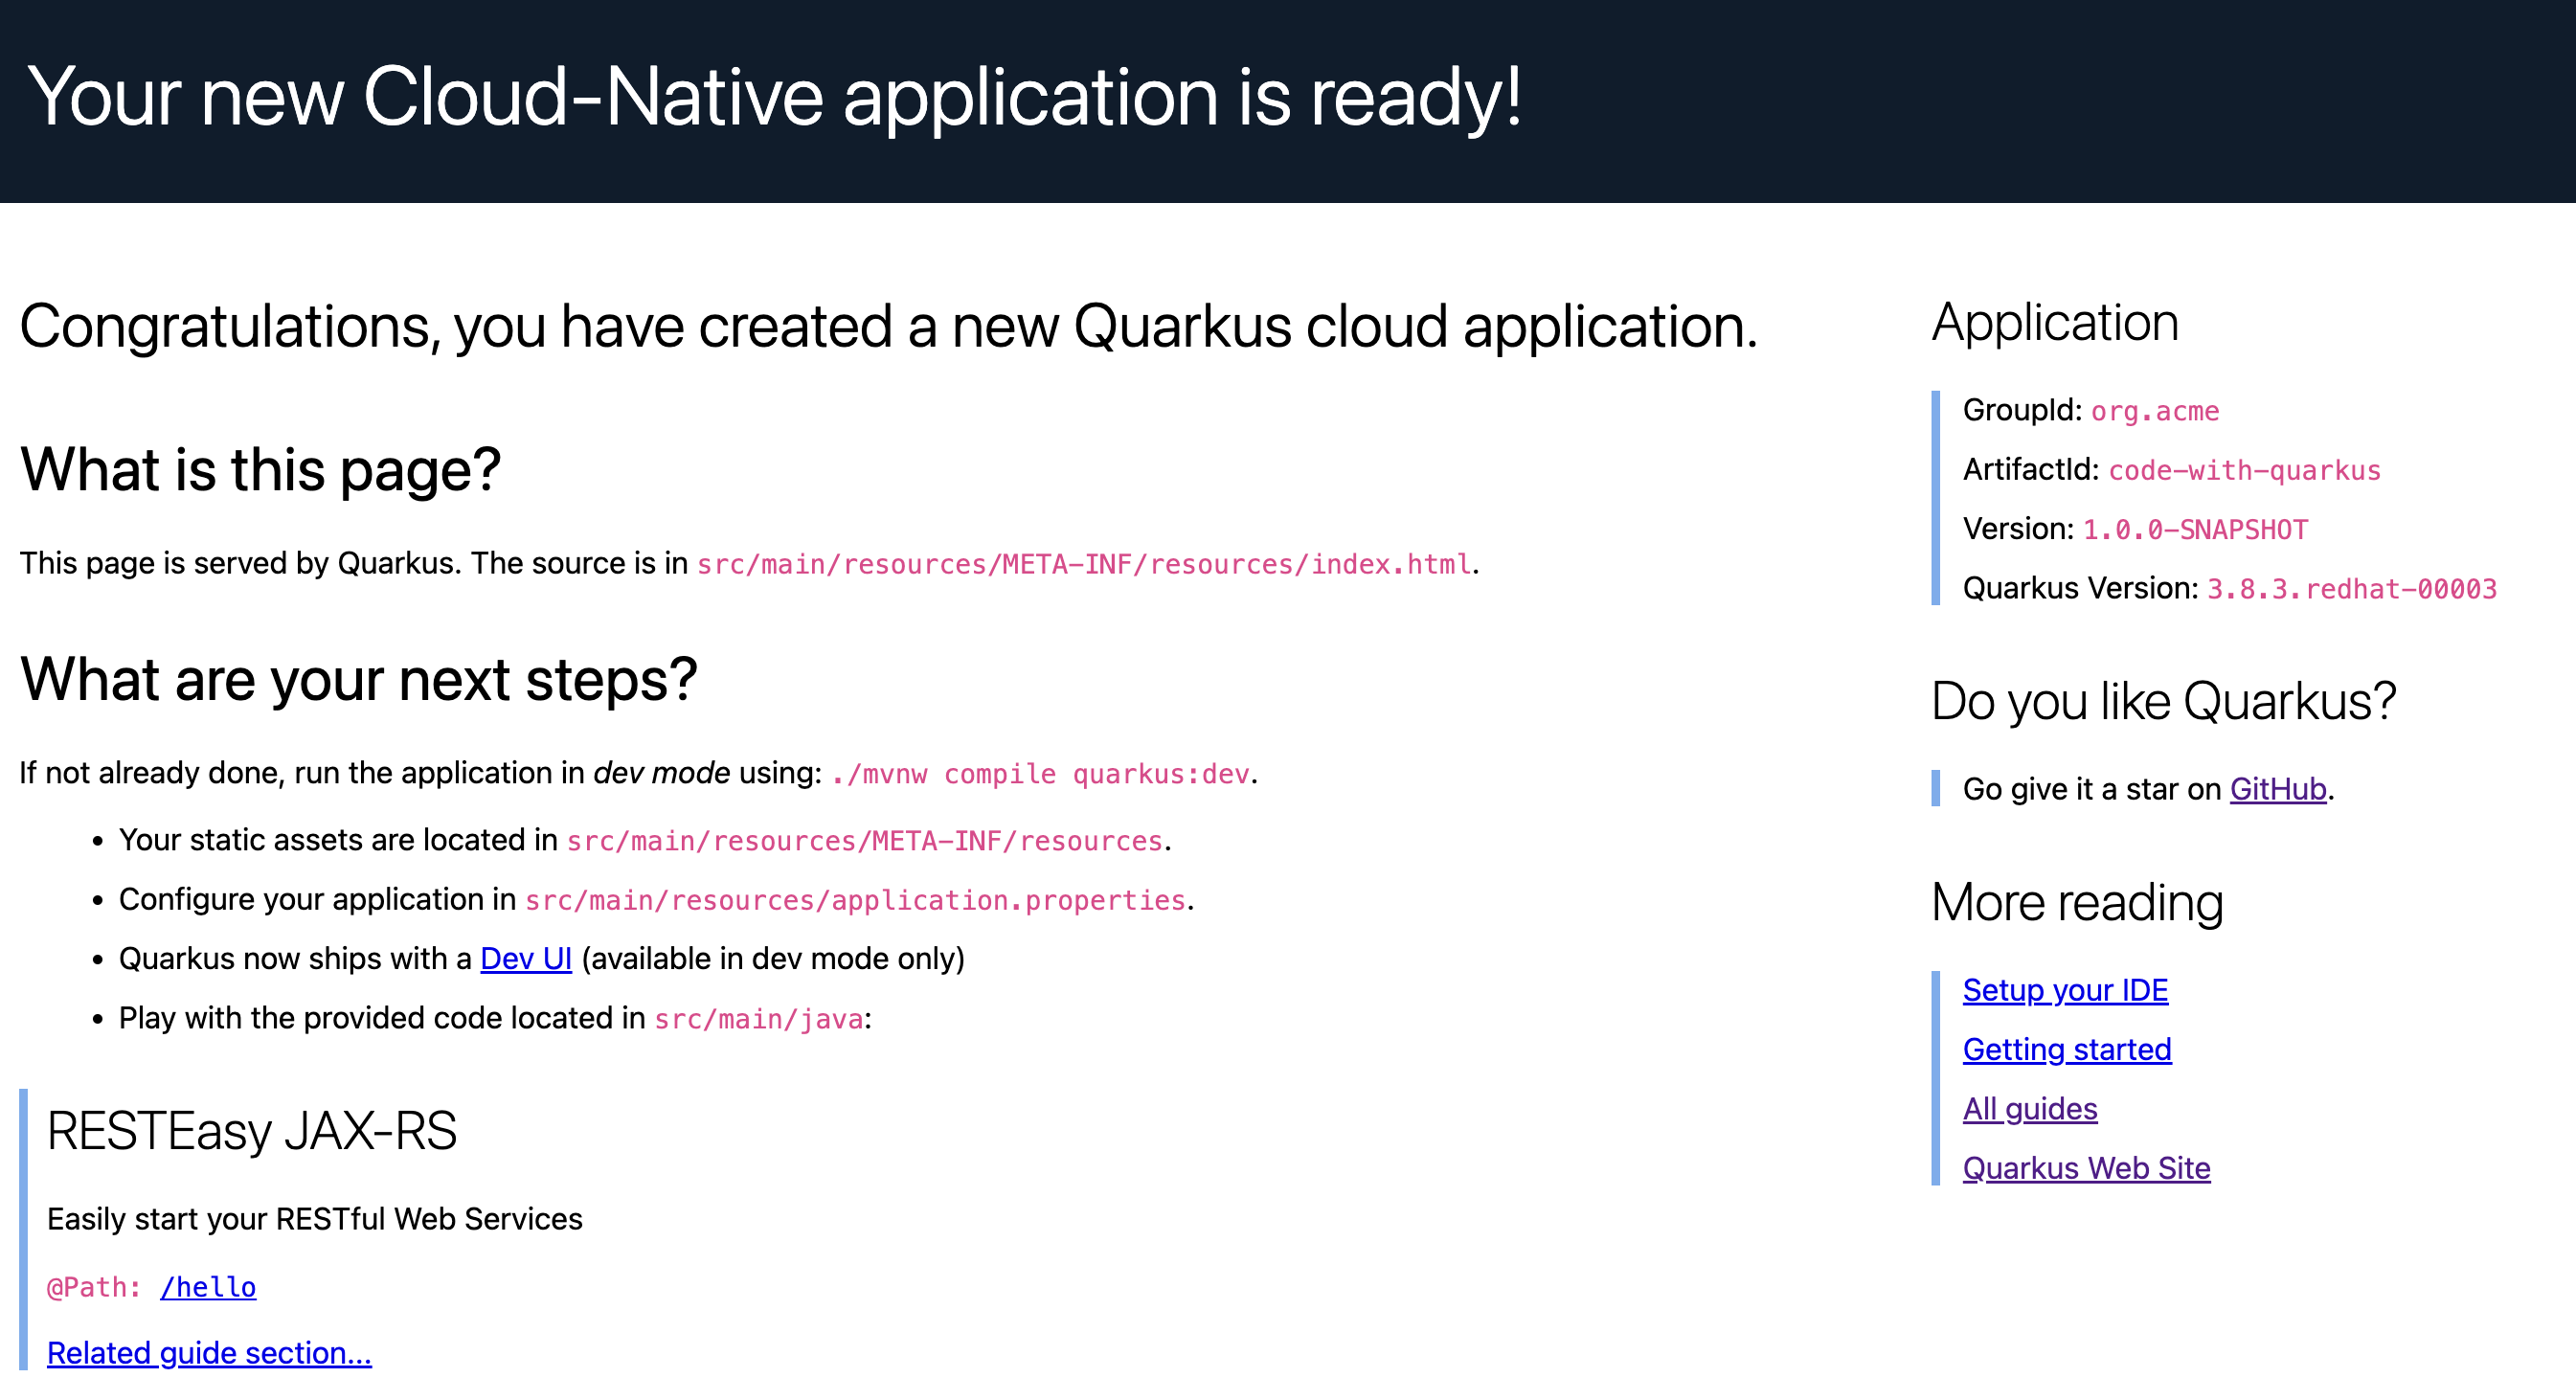 Your new Cloud-Native application is ready!
Congratulations, you have created a new Quarkus cloud application.
What is this page?
This page is served by Quarkus. The source is in src/main/resources/META-INF/resources/index.html.
What are your next steps?
If not already done, run the application in dev mode using: ./mvnw compile quarkus:dev.
• Your static assets are located in src/main/resources/META-INF/resources.
• Configure your application in src/main/resources/application.properties.
• Quarkus now ships with a Dev UI (available in dev mode only)
• Play with the provided code located in src/main/java:
RESTEasy JAX-RS
Easily start your RESTful Web Services
@Path: /hello
Related guide section...
Application
GroupId: org.acme
ArtifactId: code-with-quarkus
Version: 1.0.0-SNAPSHOT
Quarkus Version: 3.8.3.redhat-00003
Do you like Quarkus?
Go give it a star on GitHub.
More reading
Setup your IDE
Getting started
All guides
Quarkus Web Site